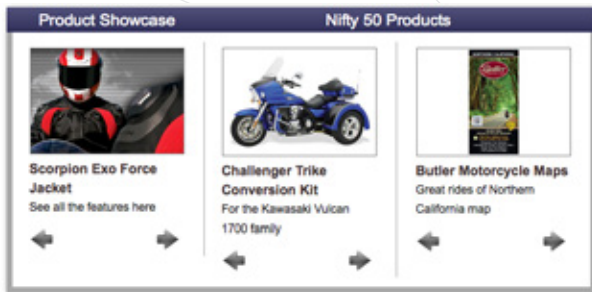 Product Showcase
Nifty 50 Products
Scorpion Exo Force
Jacket
See all the features here
Challenger Trike
Conversion Kit
For the Kawasaki Vulcan
1700 family
Butler Motorcycle Maps
Great rides of Northern
California map
Butler